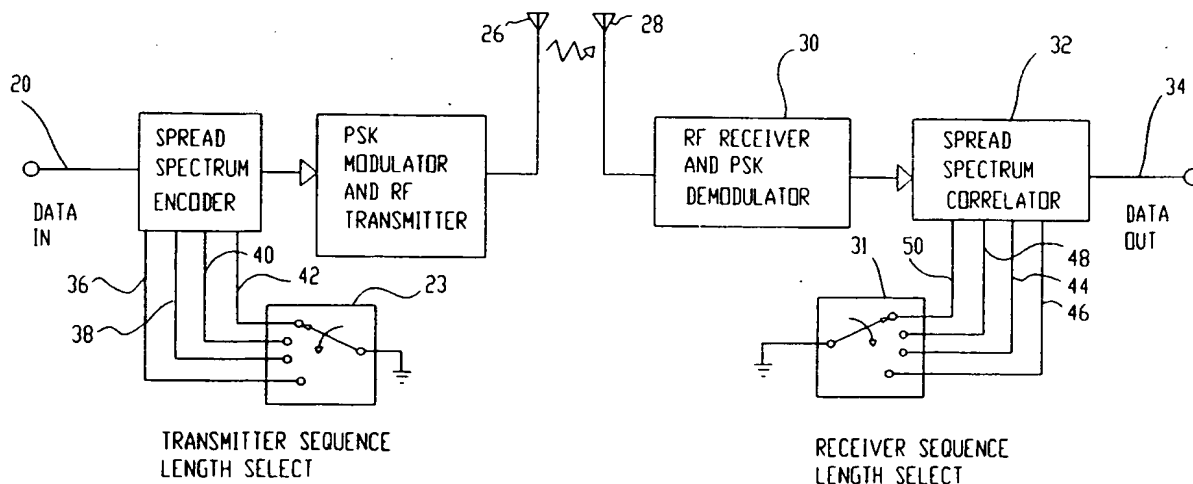 26
28
30
32
34
20
SPREAD
SPECTRUM
ENCODER
PSK
MODULATOR
AND RF
TRANSMITTER
RF RECEIVER
AND PSK
DEMODULATOR
SPREAD
SPECTRUM
CORRELATOR
DATA
IN
DATA
OUT
36
38
40
42
23
31
50
48
44
46
TRANSMITTER SEQUENCE
LENGTH SELECT
RECEIVER SEQUENCE
LENGTH SELECT